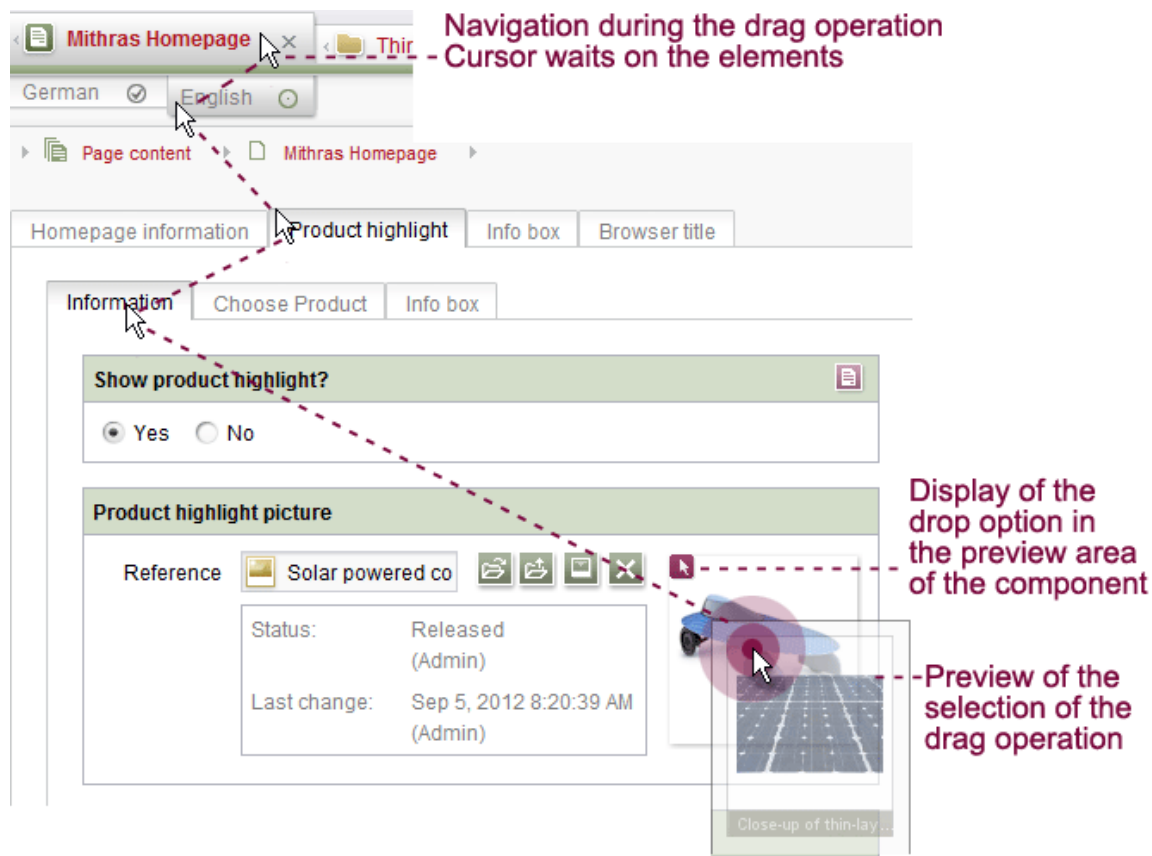 Navigation during the drag operation
Cursor waits on the elements
Mithras Homepage
Thir
German
English
Page content
Mithras Homepage
Homepage information
Product highlight
Info box
Browser title
Information
Choose Product
Info box
Show product highlight?
Yes
No
Product highlight picture
Reference
Solar powered co
Status:
Released
(Admin)
Last change:
Sep 5, 2012 8:20:39 AM
(Admin)
Display of the
drop option in
the preview area
of the component
Preview of the
selection of the
drag operation
Close-up of thin-lay...